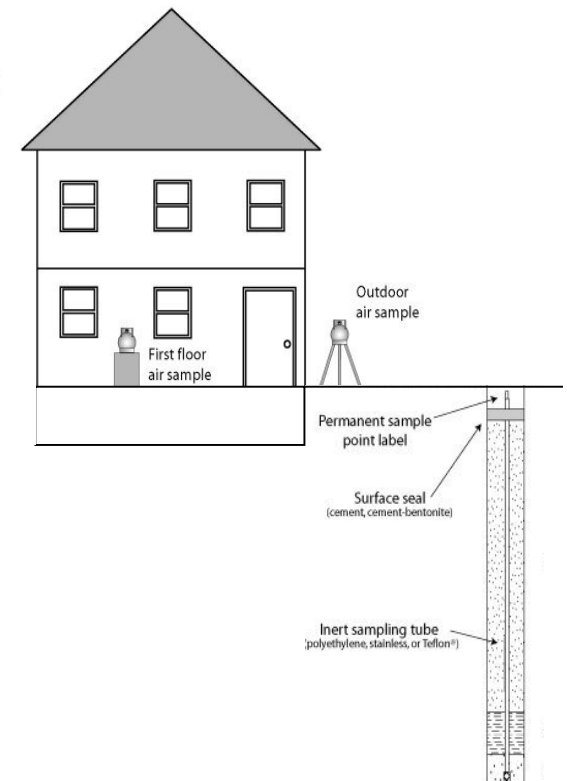 Outdoor
air sample
First floor
air sample
Permanent sample
point label
Surface seal
(cement, cement-bentonite)
Inert sampling tube
(polyethylene, stainless, or Teflon®)